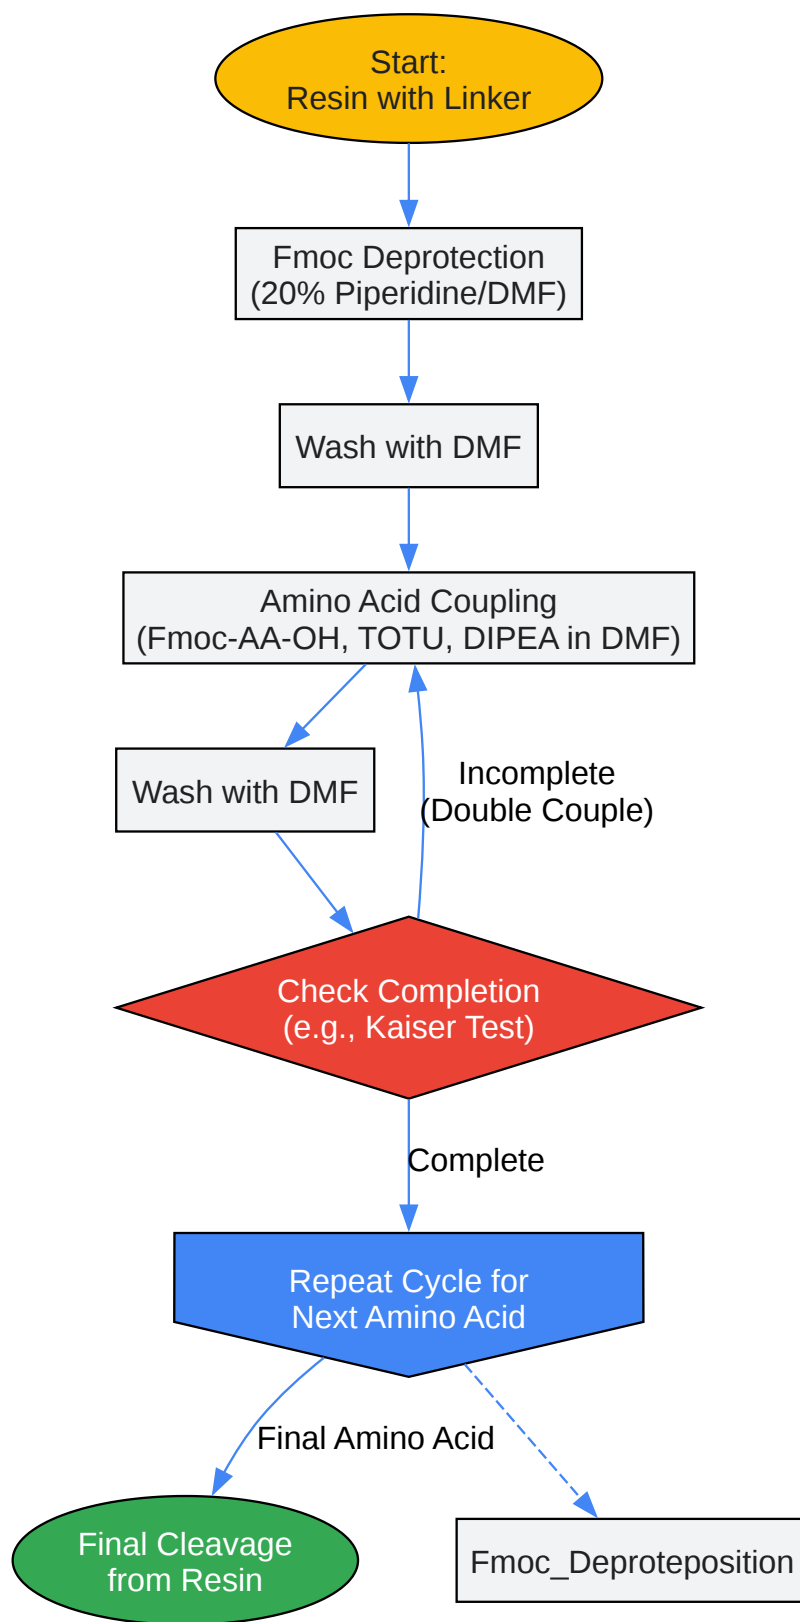 Start:
Resin with Linker
Fmoc Deprotection
(20% Piperidine/DMF)
Wash with DMF
Amino Acid Coupling
(Fmoc-AA-OH, TOTU, DIPEA in DMF)
Wash with DMF
Incomplete
(Double Couple)
Check Completion
(e.g., Kaiser Test)
Complete
Repeat Cycle for
Next Amino Acid
Final Amino Acid
Final Cleavage
from Resin
Fmoc_Deproteposition